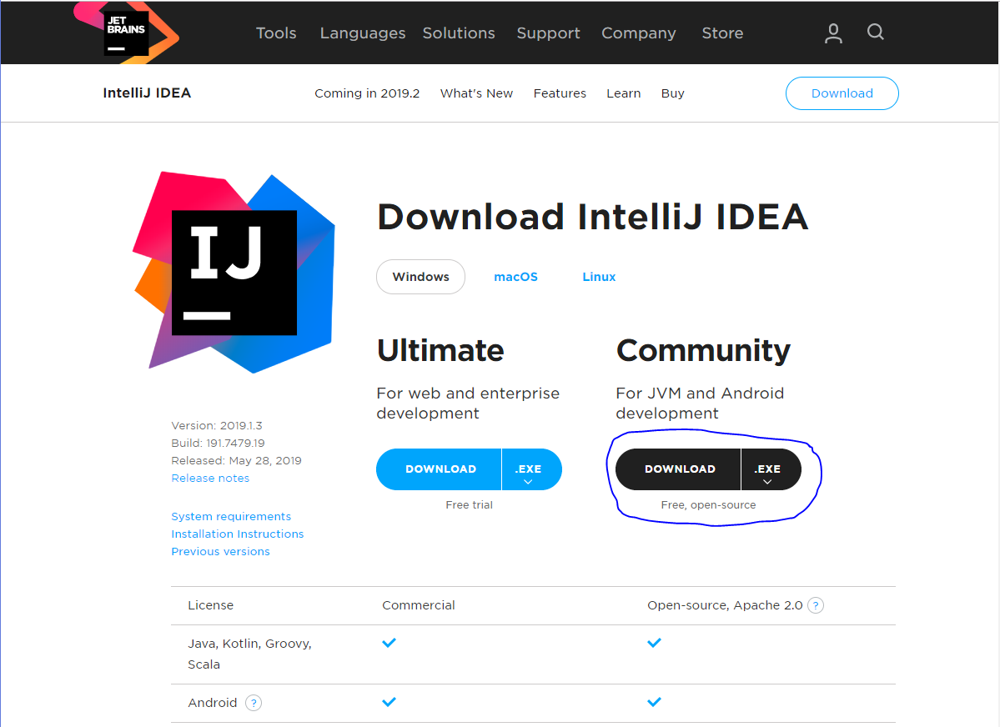 JET
BRAINS
Tools Languages Solutions Support Company Store
IntelliJ IDEA Coming in 2019.2 What's New Features Learn Buy Download
IJ
Download IntelliJ IDEA
Windows macOS Linux
Ultimate
For web and enterprise
development
DOWNLOAD .EXE
Free trial
Community
For JVM and Android
development
DOWNLOAD .EXE
Free, open-source
Version: 2019.1.3
Build: 191.7479.19
Released: May 28, 2019
Release notes
System requirements
Installation Instructions
Previous versions
License Commercial Open-source, Apache 2.0 ?
Java, Kotlin, Groovy,
Scala
Android ?